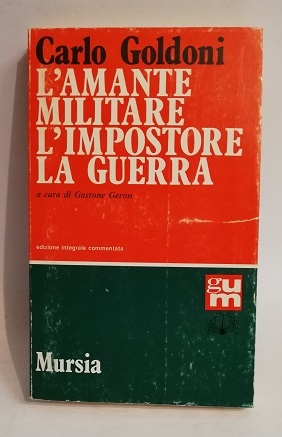 Carlo Goldoni
L'AMANTE
MILITARE
L'IMPOSTORE
LA GUERRA
a cura di Gastone Geron
edizione integrale commentata
gum
Mursia